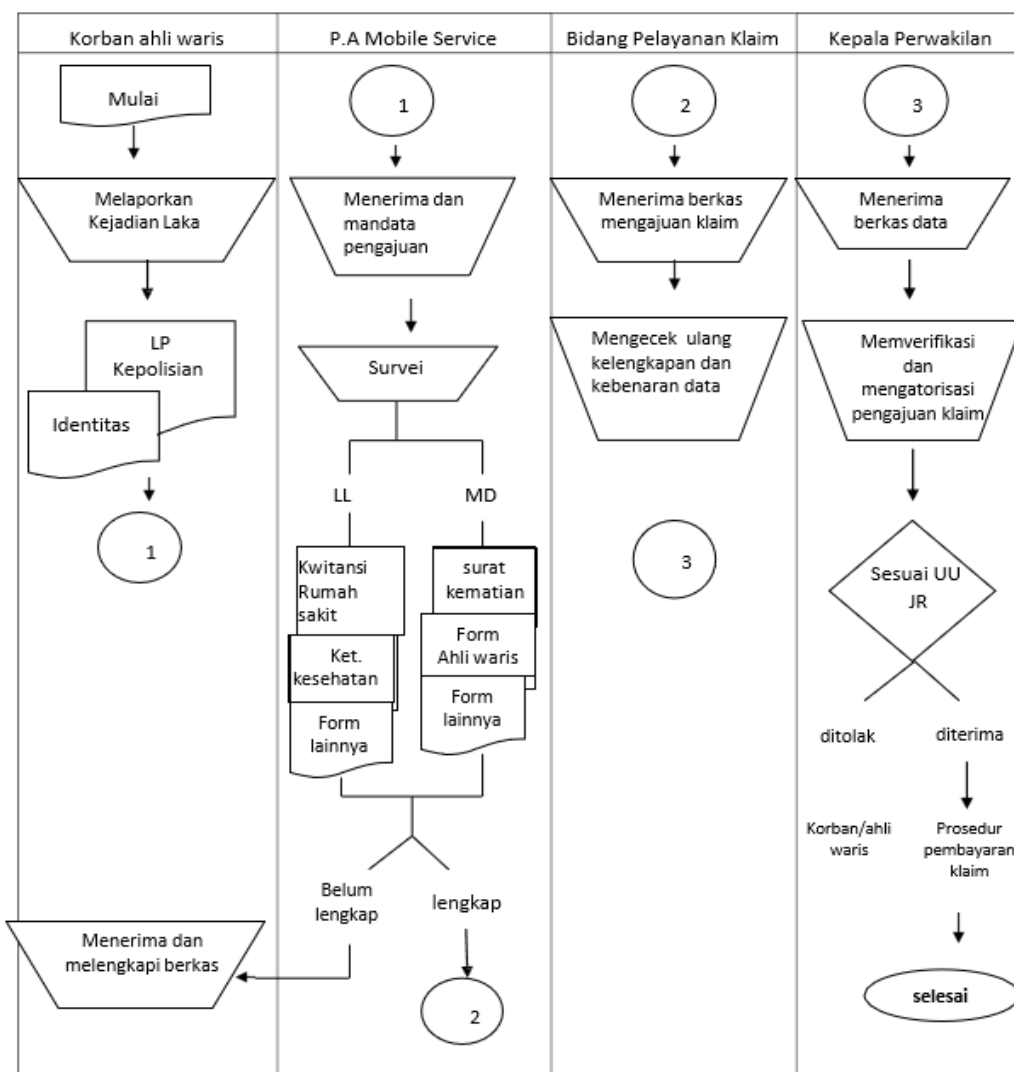 Korban ahli waris
P.A Mobile Service
Bidang Pelayanan Klaim
Kepala Perwakilan
Mulai
Melaporkan
Kejadian Laka
LP
Kepolisian
Identitas
1
Menerima dan
melengkapi berkas
1
Menerima dan
mandata
pengajuan
Survei
LL
MD
Kwitansi
Rumah
sakit
Ket.
kesehatan
Form
lainnya
surat
kematian
Form
Ahli waris
Form
lainnya
Belum
lengkap
lengkap
2
2
Menerima berkas
mengajuan klaim
Mengecek ulang
kelengkapan dan
kebenaran data
3
3
Menerima
berkas data
Memverifikasi
dan
mengatorisasi
pengajuan klaim
Sesuai UU
JR
ditolak
diterima
Korban/ahli
waris
Prosedur
pembayaran
klaim
selesai